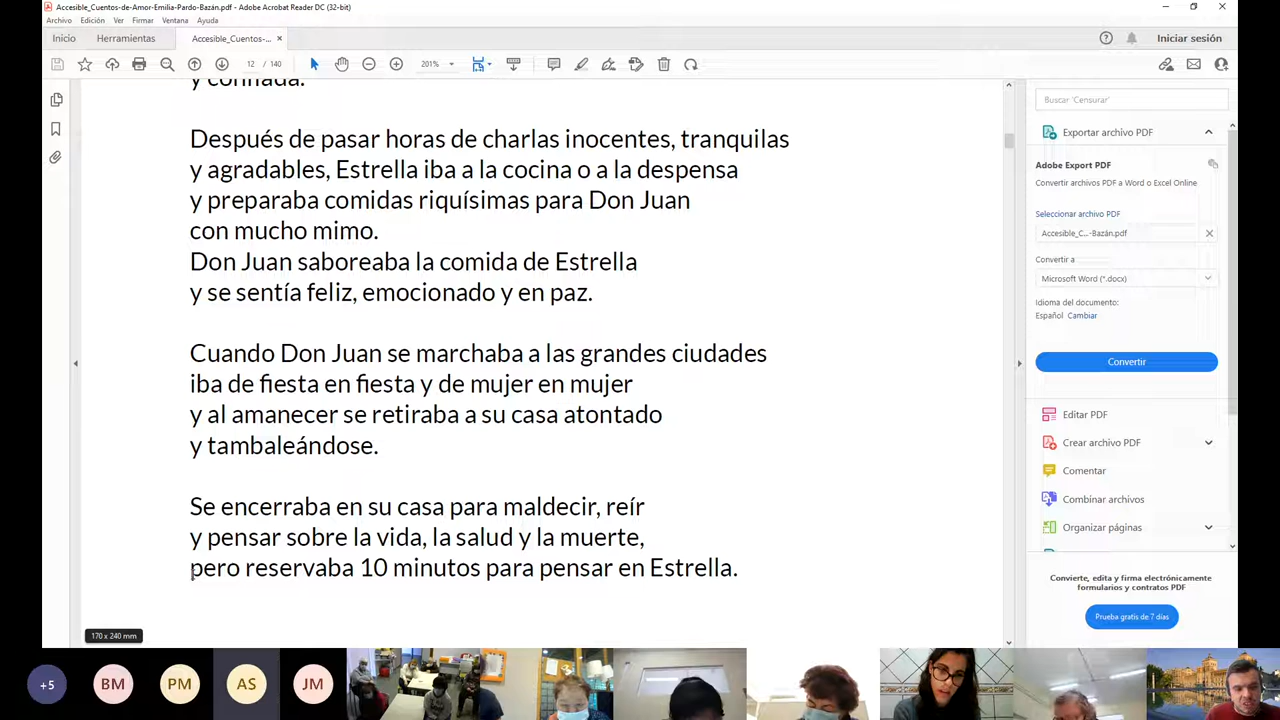 Accesible_Cuentos-de-Amor-Emilia-Pardo-Bazán.pdf - Adobe Acrobat Reader DC (32-bit)
Archivo Edición Ver Firmar Ventana Ayuda
Inicio Herramientas Accesible_Cuentos-... × Iniciar sesión
12 / 140 201%
y confiada.
Después de pasar horas de charlas inocentes, tranquilas
y agradables, Estrella iba a la cocina o a la despensa
y preparaba comidas riquísimas para Don Juan
con mucho mimo.
Don Juan saboreaba la comida de Estrella
y se sentía feliz, emocionado y en paz.
Cuando Don Juan se marchaba a las grandes ciudades
iba de fiesta en fiesta y de mujer en mujer
y al amanecer se retiraba a su casa atontado
y tambaleándose.
Se encerraba en su casa para maldecir, reír
y pensar sobre la vida, la salud y la muerte,
pero reservaba 10 minutos para pensar en Estrella.
170 x 240 mm
Buscar 'Censurar'
Exportar archivo PDF
Adobe Export PDF
Convertir archivos PDF a Word o Excel Online
Seleccionar archivo PDF
Accesible_C...-Bazán.pdf
Convertir a
Microsoft Word (*.docx)
Idioma del documento:
Español Cambiar
Convertir
Editar PDF
Crear archivo PDF
Comentar
Combinar archivos
Organizar páginas
Convierte, edita y firma electrónicamente
formularios y contratos PDF
Prueba gratis de 7 días
+5 BM PM AS JM